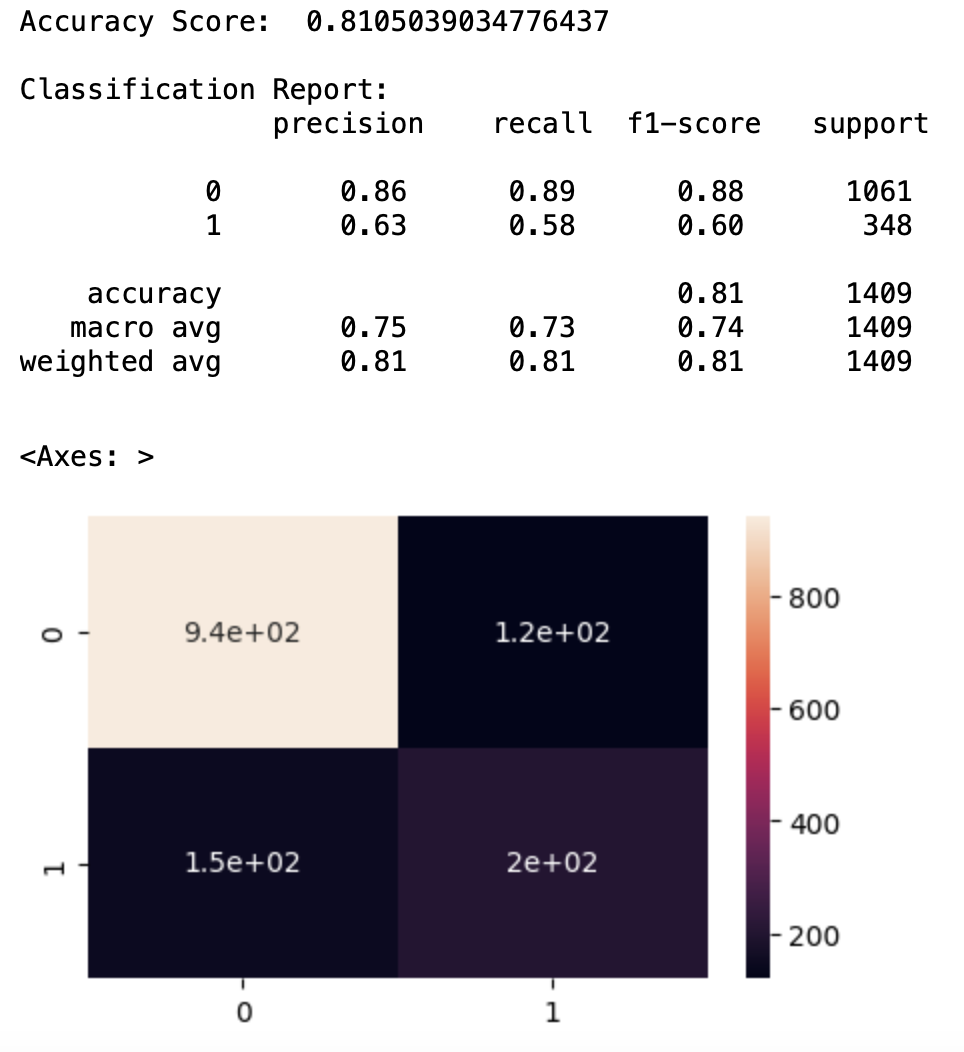 Accuracy Score:  0.8105039034776437
Classification Report:
precision recall f1-score support
0 0.86 0.89 0.88 1061
1 0.63 0.58 0.60 348
accuracy 0.81 1409
macro avg 0.75 0.73 0.74 1409
weighted avg 0.81 0.81 0.81 1409
<Axes: >
800
0 9.4e+02 1.2e+02
600
400
1 1.5e+02 2e+02
200
0 1